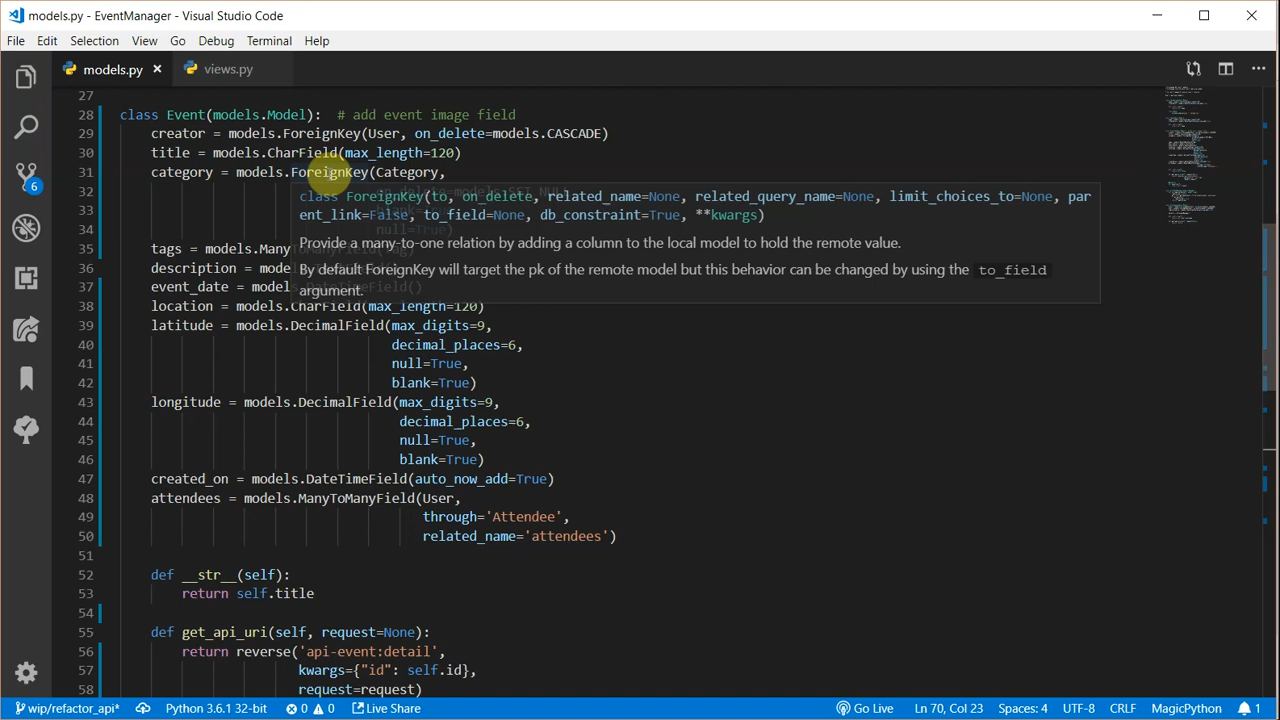 models.py - EventManager - Visual Studio Code
File Edit Selection View Go Debug Terminal Help
models.py views.py
27
28 class Event(models.Model):  # add event image field
29 creator = models.ForeignKey(User, on_delete=models.CASCADE)
30 title = models.CharField(max_length=120)
31 category = models.ForeignKey(Category,
32 on_delete=models.SET_NULL,
class ForeignKey(to, on_delete, related_name=None, related_query_name=None, limit_choices_to=None, par
33
ent_link=False, to_field=None, db_constraint=True, **kwargs)
34 null=True)
Provide a many-to-one relation by adding a column to the local model to hold the remote value.
35 tags = models.ManyToManyField(Tag)
By default ForeignKey will target the pk of the remote model but this behavior can be changed by using the to_field
argument.
36 description = mode
37 event_date = models.DateTimeField()
38 location = models.CharField(max_length=120)
39 latitude = models.DecimalField(max_digits=9,
40 decimal_places=6,
41 null=True,
42 blank=True)
43 longitude = models.DecimalField(max_digits=9,
44 decimal_places=6,
45 null=True,
46 blank=True)
47 created_on = models.DateTimeField(auto_now_add=True)
48 attendees = models.ManyToManyField(User,
49 through='Attendee',
50 related_name='attendees')
51
52 def __str__(self):
53 return self.title
54
55 def get_api_uri(self, request=None):
56 return reverse('api-event:detail',
57 kwargs={"id": self.id},
58 request=request)
6
wip/refactor_api* Python 3.6.1 32-bit 0 0 Live Share Go Live Ln 70, Col 23 Spaces: 4 UTF-8 CRLF MagicPython 1